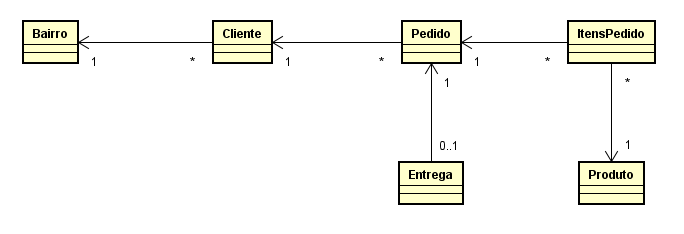 Bairro
Cliente
Pedido
ItensPedido
1
*
1
*
1
*
1
*
0..1
1
Entrega
Produto